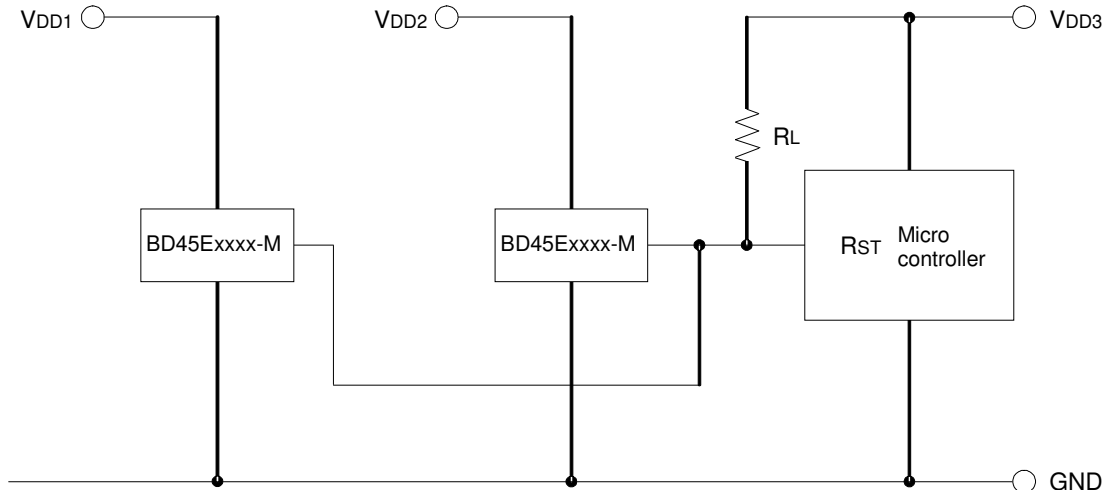 VDD1
VDD2
VDD3
RL
BD45Exxxx-M
BD45Exxxx-M
RST
Micro
controller
GND